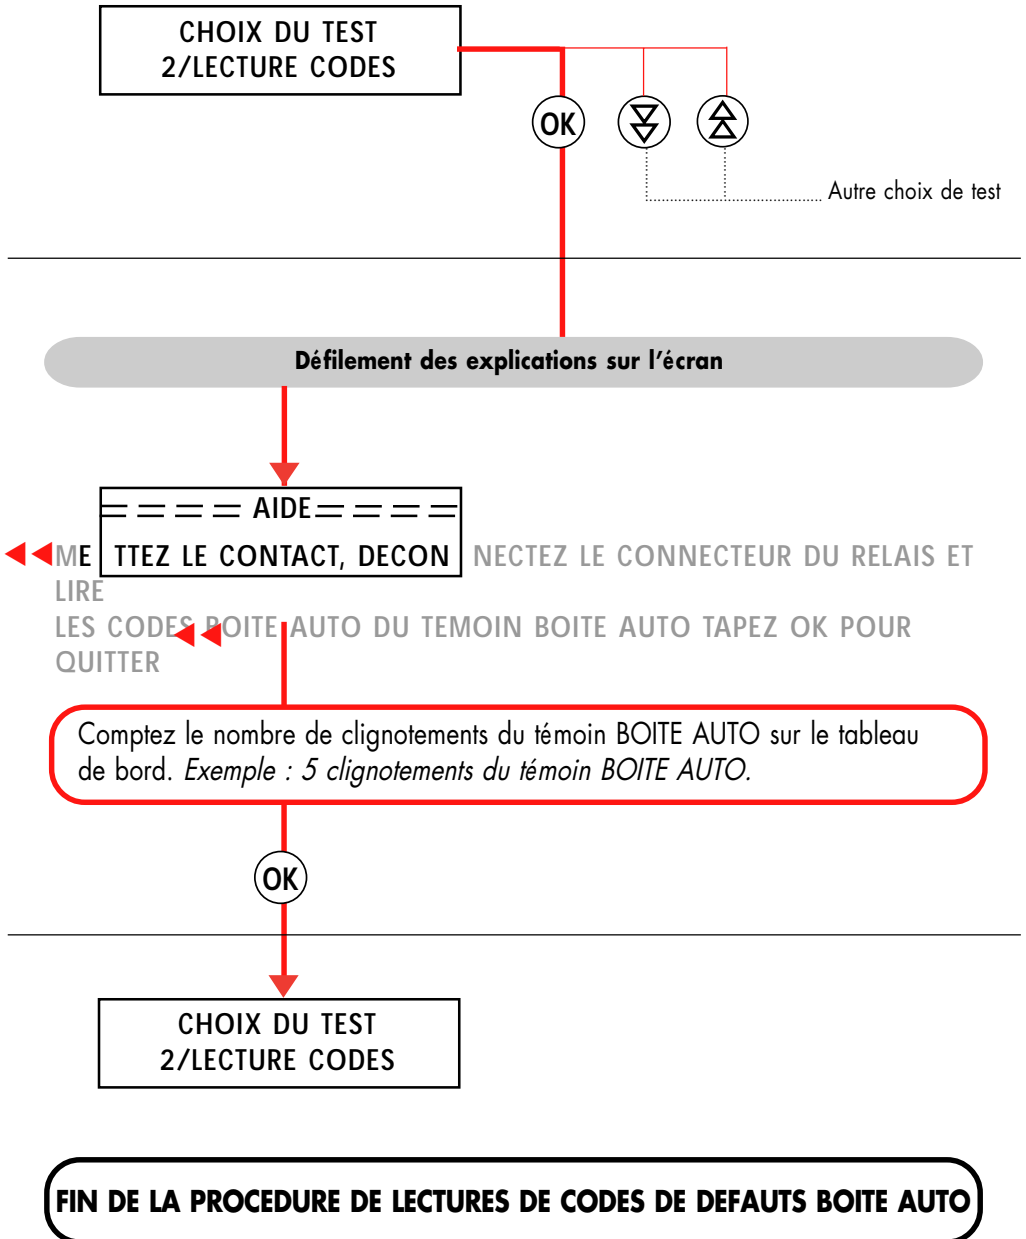 CHOIX DU TEST
2/LECTURE CODES
OK
Autre choix de test
Défilement des explications sur l'écran
==== AIDE ====
METTEZ LE CONTACT, DECONNECTEZ LE CONNECTEUR DU RELAIS ET
LIRE
LES CODES BOITE AUTO DU TEMOIN BOITE AUTO TAPEZ OK POUR
QUITTER
Comptez le nombre de clignotements du témoin BOITE AUTO sur le tableau
de bord. Exemple : 5 clignotements du témoin BOITE AUTO.
OK
CHOIX DU TEST
2/LECTURE CODES
FIN DE LA PROCEDURE DE LECTURES DE CODES DE DEFAUTS BOITE AUTO